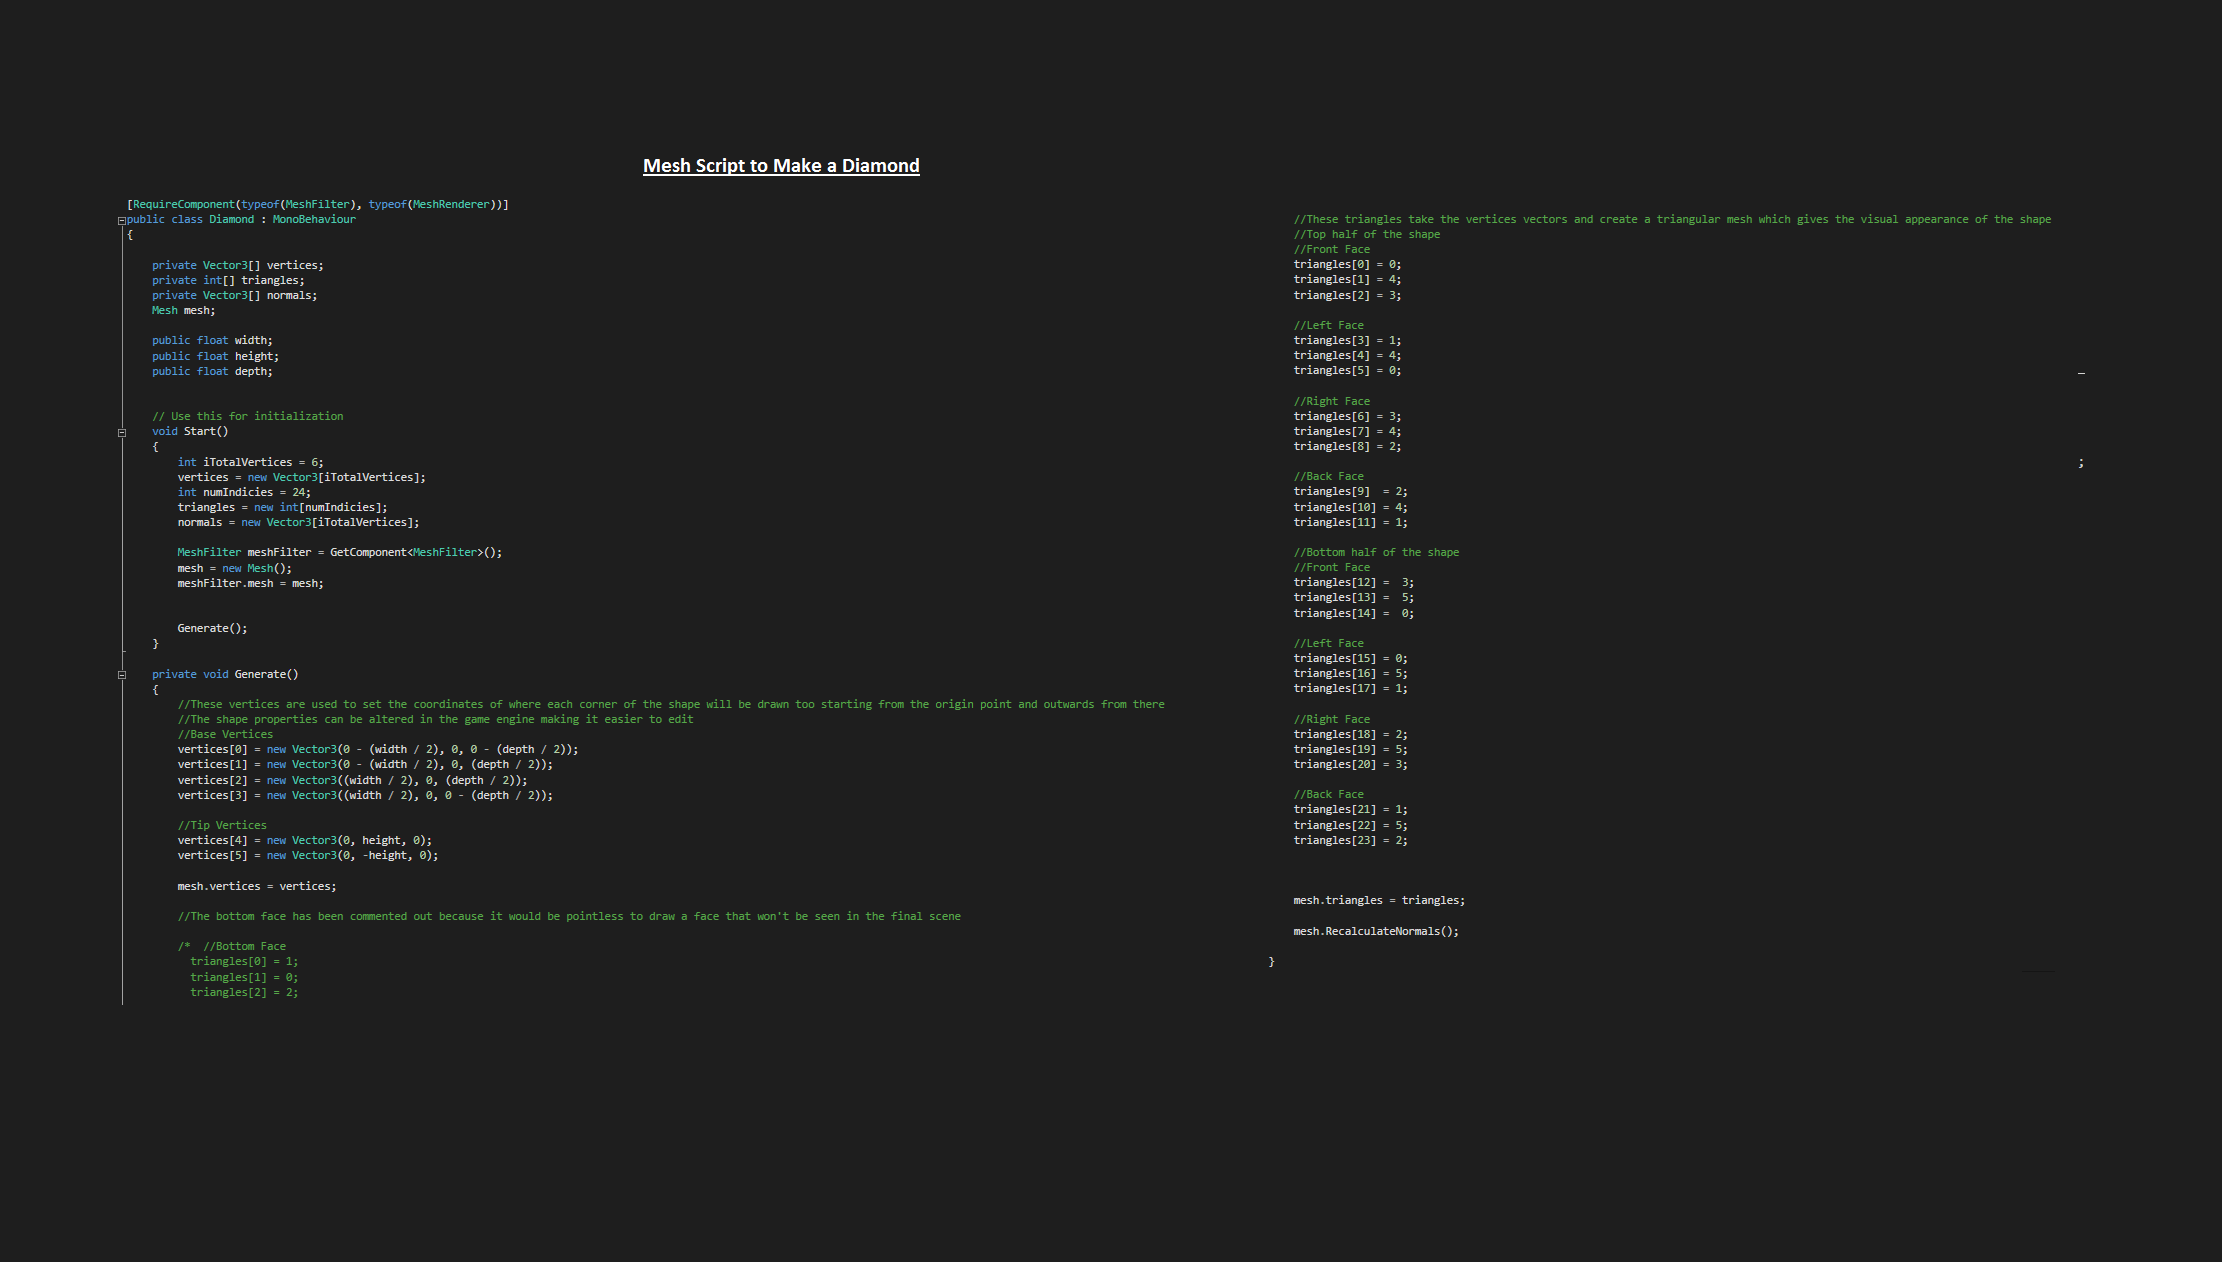 Mesh Script to Make a Diamond
[RequireComponent(typeof(MeshFilter), typeof(MeshRenderer))]
public class Diamond : MonoBehaviour
{
private Vector3[] vertices;
private int[] triangles;
private Vector3[] normals;
Mesh mesh;
public float width;
public float height;
public float depth;
// Use this for initialization
void Start()
{
int iTotalVertices = 6;
vertices = new Vector3[iTotalVertices];
int numIndicies = 24;
triangles = new int[numIndicies];
normals = new Vector3[iTotalVertices];
MeshFilter meshFilter = GetComponent<MeshFilter>();
mesh = new Mesh();
meshFilter.mesh = mesh;
Generate();
}
private void Generate()
{
//These vertices are used to set the coordinates of where each corner of the shape will be drawn too starting from the origin point and outwards from there
//The shape properties can be altered in the game engine making it easier to edit
//Base Vertices
vertices[0] = new Vector3(0 - (width / 2), 0, 0 - (depth / 2));
vertices[1] = new Vector3(0 - (width / 2), 0, (depth / 2));
vertices[2] = new Vector3((width / 2), 0, (depth / 2));
vertices[3] = new Vector3((width / 2), 0, 0 - (depth / 2));
//Tip Vertices
vertices[4] = new Vector3(0, height, 0);
vertices[5] = new Vector3(0, -height, 0);
mesh.vertices = vertices;
//The bottom face has been commented out because it would be pointless to draw a face that won't be seen in the final scene
/*  //Bottom Face
triangles[0] = 1;
triangles[1] = 0;
triangles[2] = 2;
//These triangles take the vertices vectors and create a triangular mesh which gives the visual appearance of the shape
//Top half of the shape
//Front Face
triangles[0] = 0;
triangles[1] = 4;
triangles[2] = 3;
//Left Face
triangles[3] = 1;
triangles[4] = 4;
triangles[5] = 0;
//Right Face
triangles[6] = 3;
triangles[7] = 4;
triangles[8] = 2;
//Back Face
triangles[9]  = 2;
triangles[10] = 4;
triangles[11] = 1;
//Bottom half of the shape
//Front Face
triangles[12] =  3;
triangles[13] =  5;
triangles[14] =  0;
//Left Face
triangles[15] = 0;
triangles[16] = 5;
triangles[17] = 1;
//Right Face
triangles[18] = 2;
triangles[19] = 5;
triangles[20] = 3;
//Back Face
triangles[21] = 1;
triangles[22] = 5;
triangles[23] = 2;
mesh.triangles = triangles;
mesh.RecalculateNormals();
}
_
;